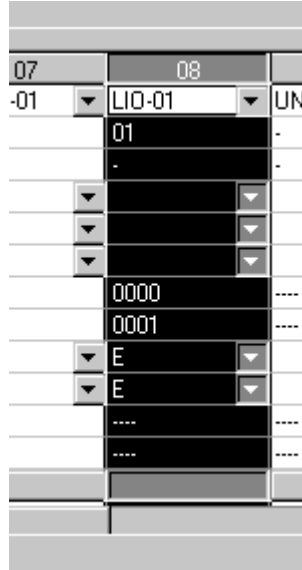 07 08
-01 LIO-01 UN
01 -
-
0000 ----
0001 ----
E
E
---- ----
---- ----